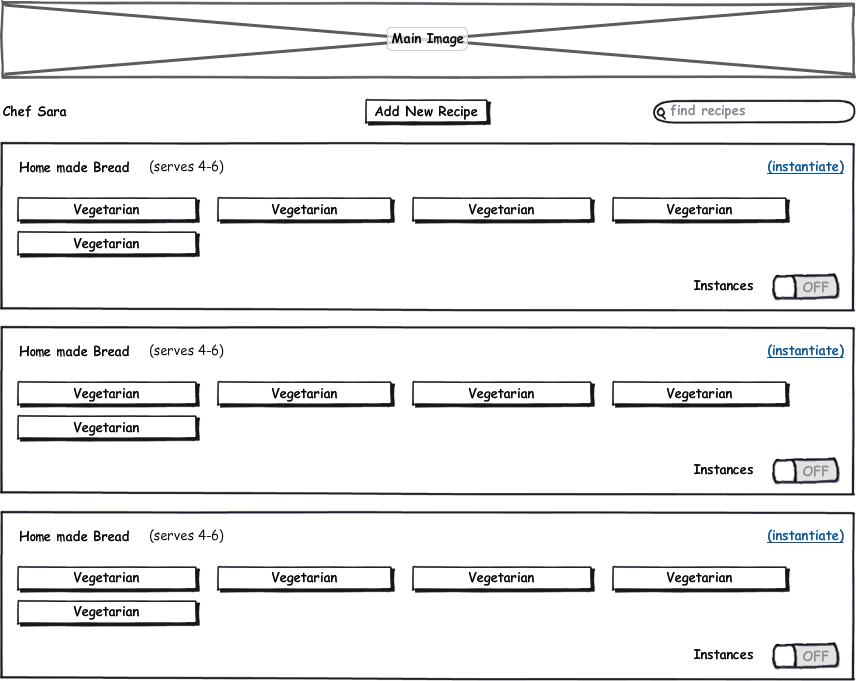 Main Image
Chef Sara Add New Recipe find recipes
Home made Bread (serves 4-6) (instantiate)
Vegetarian Vegetarian Vegetarian Vegetarian
Vegetarian
Instances OFF
Home made Bread (serves 4-6) (instantiate)
Vegetarian Vegetarian Vegetarian Vegetarian
Vegetarian
Instances OFF
Home made Bread (serves 4-6) (instantiate)
Vegetarian Vegetarian Vegetarian Vegetarian
Vegetarian
Instances OFF